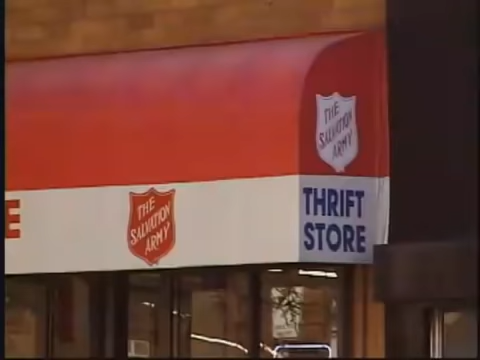 THE
SALVATION
ARMY
THRIFT
STORE
E
THE
SALVATION
ARMY